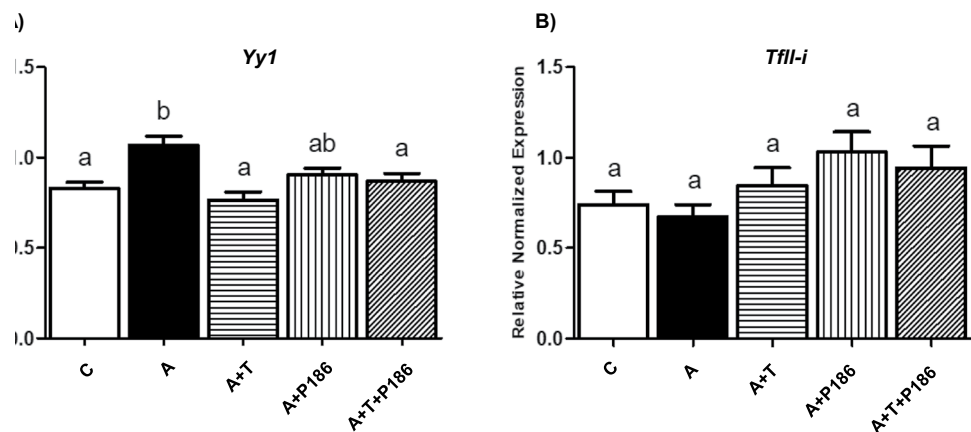 )
Yy1
.5
.0
.5
.0
a
b
a
ab
a
C
A
A+T
A+P186
A+T+P186
B)
Tfll-i
Relative Normalized Expression
1.5
1.0
0.5
0.0
a
a
a
a
a
C
A
A+T
A+P186
A+T+P186